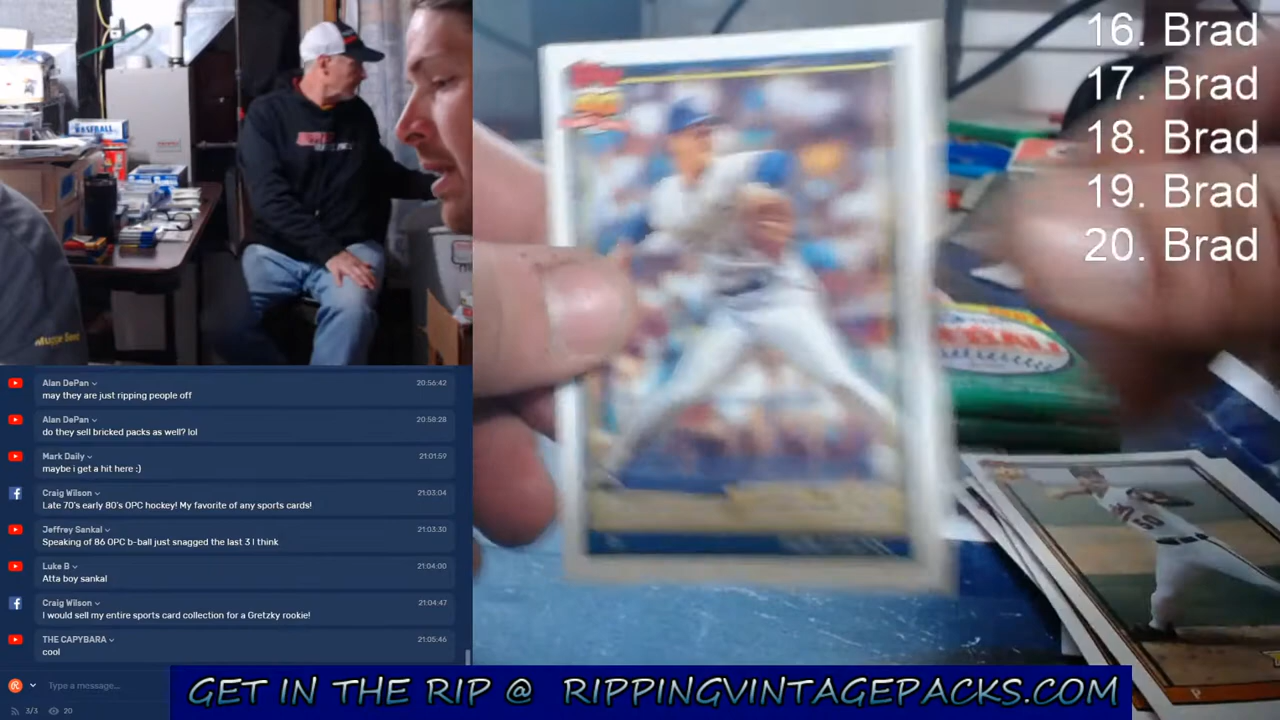 16. Brad
17. Brad
18. Brad
19. Brad
20. Brad
BASEBALL
Alan DePan 20:56:42
may they are just ripping people off
Alan DePan 20:58:28
do they sell bricked packs as well? lol
Mark Daily 21:01:59
maybe i get a hit here :)
Craig Wilson 21:03:04
Late 70's early 80's OPC hockey! My favorite of any sports cards!
Jeffrey Sankal 21:03:30
Speaking of 86 OPC b-ball just snagged the last 3 I think
Luke B 21:04:00
Atta boy sankal
Craig Wilson 21:04:47
I would sell my entire sports card collection for a Gretzky rookie!
THE CAPYBARA 21:05:46
cool
Type a message...
3/3 20
50
P
GET IN THE RIP @ RIPPINGVINTAGEPACKS.COM